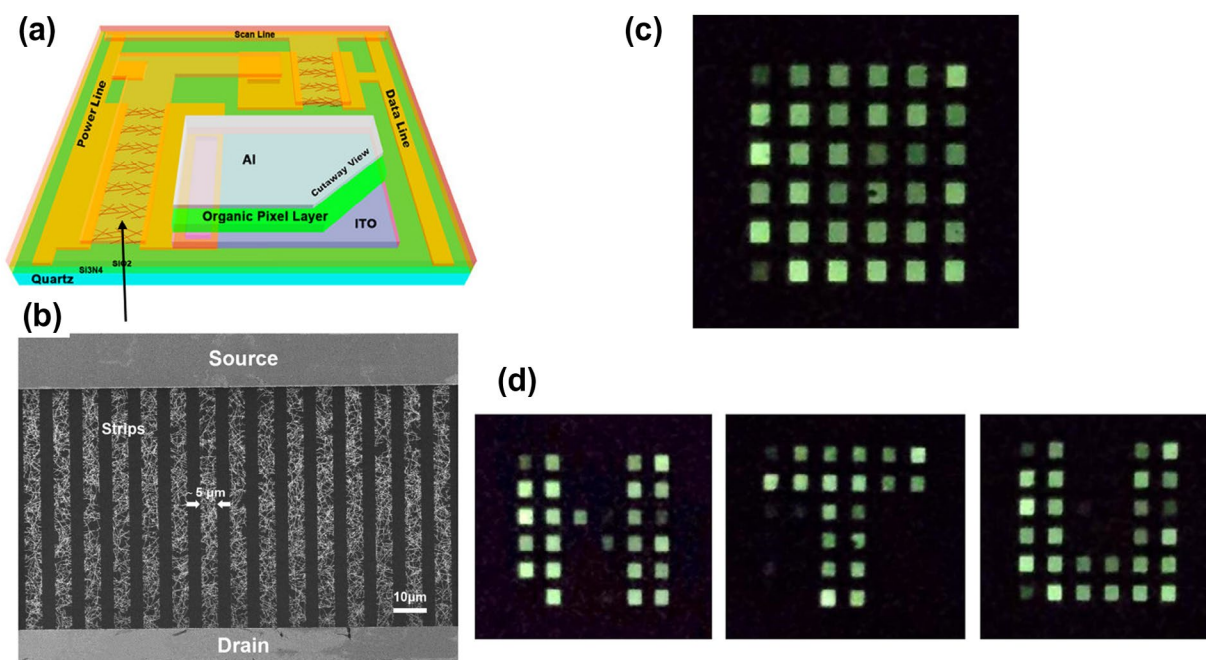 (a)
Scan Line
Power Line
Data Line
Al
Cutaway View
Organic Pixel Layer
ITO
SiO2
Si3N4
Quartz
(b)
Source
Strips
5 µm
10µm
Drain
(c)
(d)